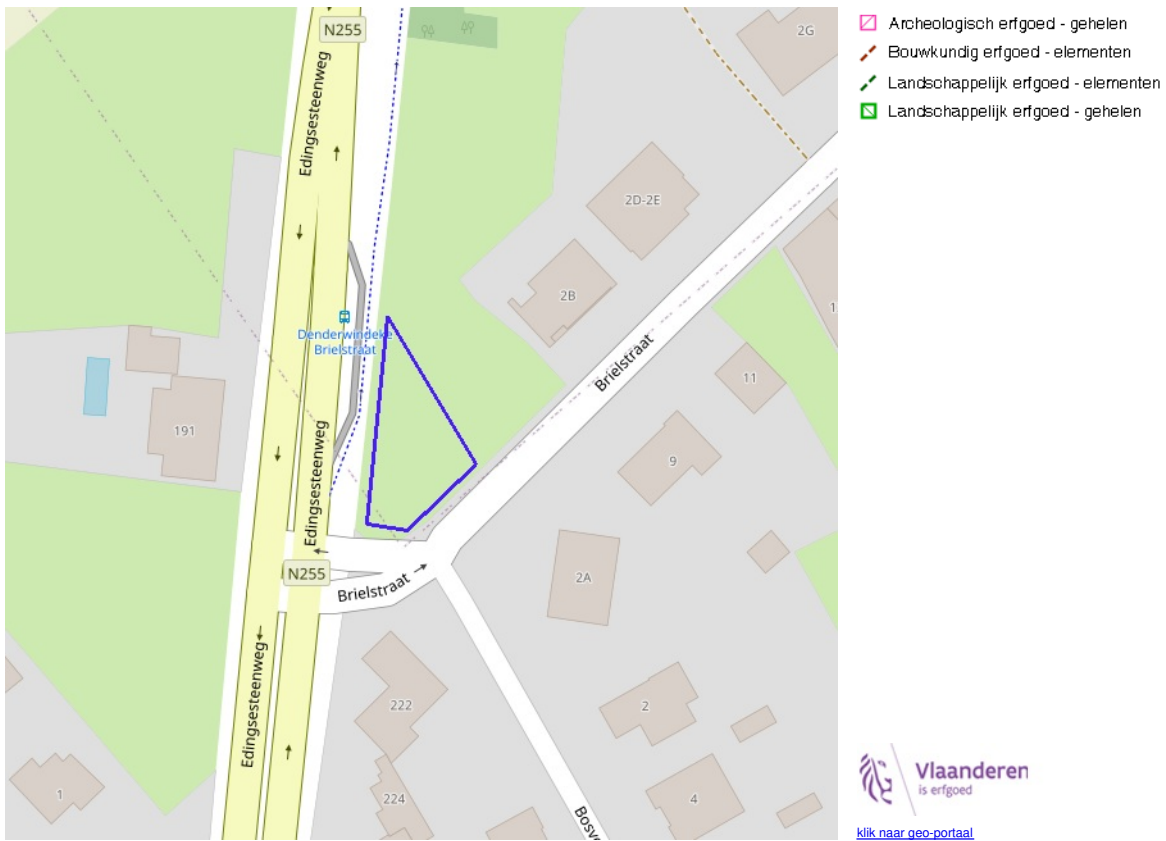 N255
Edingsesteenweg
2G
2D-2E
2B
Denderwindeke
Brielstraat
Brielstraat
1
11
191
9
Edingsesteenweg
N255
Brielstraat
2A
Edingsesteenweg
222
2
1
224
4
Bosv
Archeologisch erfgoed - gehelen
Bouwkundig erfgoed - elementen
Landschappelijk erfgoed - elementen
Landschappelijk erfgoed - gehelen
Vlaanderen
is erfgoed
klik naar geo-portaal